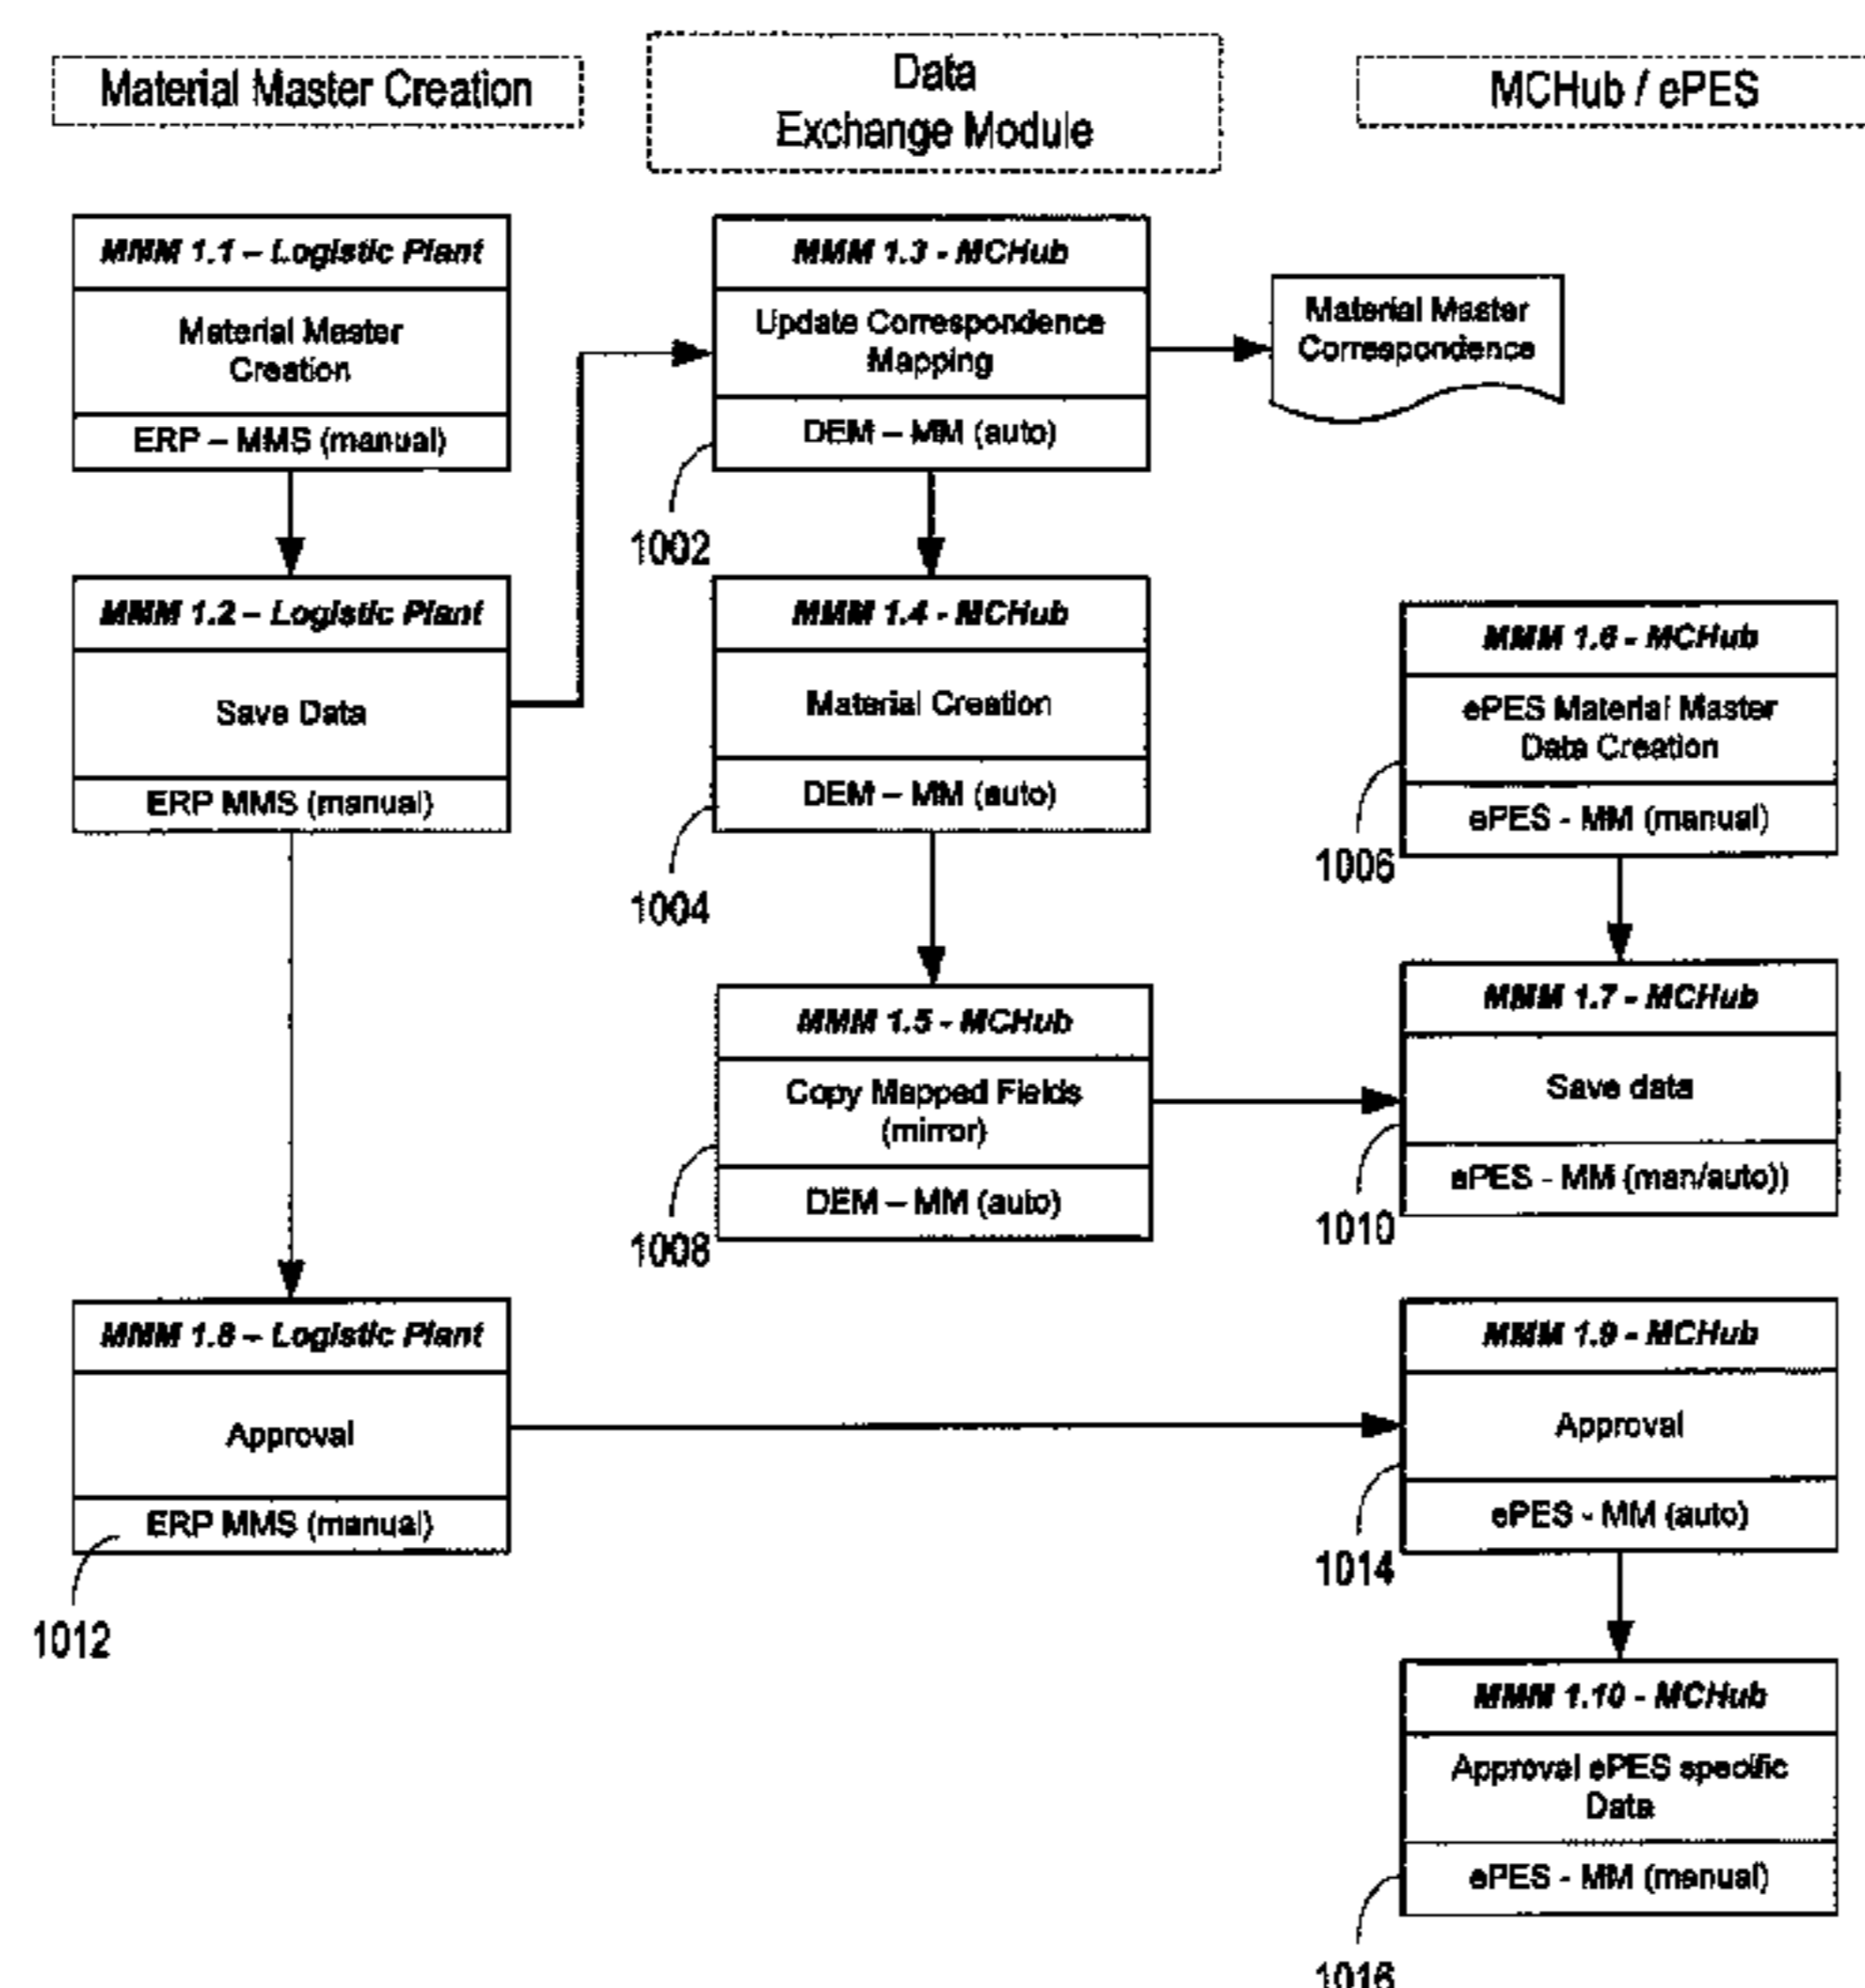 Material Master Creation
Data
Exchange Module
MCHub / ePES
MMM 1.1 – Logistic Plant
Material Master
Creation
ERP – MMS (manual)
MMM 1.3 - MCHub
Update Correspondence
Mapping
DEM – MM (auto)
Material Master
Correspondence
1002
MMM 1.2 – Logistic Plant
Save Data
ERP MMS (manual)
MMM 1.4 - MCHub
Material Creation
DEM – MM (auto)
1004
MMM 1.6 - MCHub
ePES Material Master
Data Creation
ePES - MM (manual)
1006
MMM 1.5 - MCHub
Copy Mapped Fields
(mirror)
DEM – MM (auto)
1008
MMM 1.7 - MCHub
Save data
ePES - MM (man/auto))
1010
MMM 1.8 – Logistic Plant
Approval
ERP MMS (manual)
1012
MMM 1.9 - MCHub
Approval
ePES - MM (auto)
1014
MMM 1.10 - MCHub
Approval ePES specific
Data
ePES - MM (manual)
1016